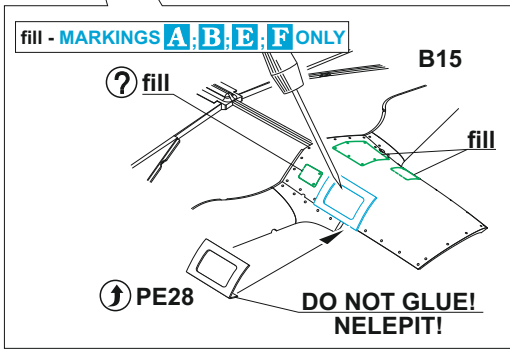 fill - MARKINGS A ; B ; E ; F ONLY
B15
? fill
fill
PE28
DO NOT GLUE!
NELEPIT!